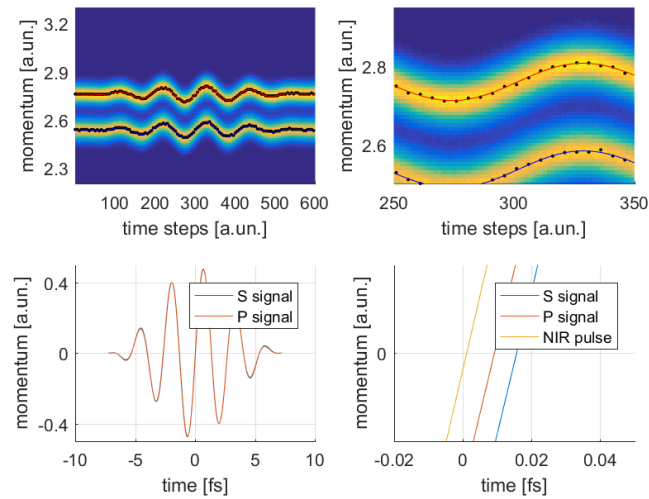 3.2
2.9
2.6
2.3
momentum [a.un.]
100 200 300 400 500 600
time steps [a.un.]
2.8
2.6
momentum [a.un.]
250 300 350
time steps [a.un.]
0.4
0
-0.4
momentum [a.un.]
S signal
P signal
-10 -5 0 5 10
time [fs]
0
momentum [a.un.]
S signal
P signal
NIR pulse
-0.02 0 0.02 0.04
time [fs]